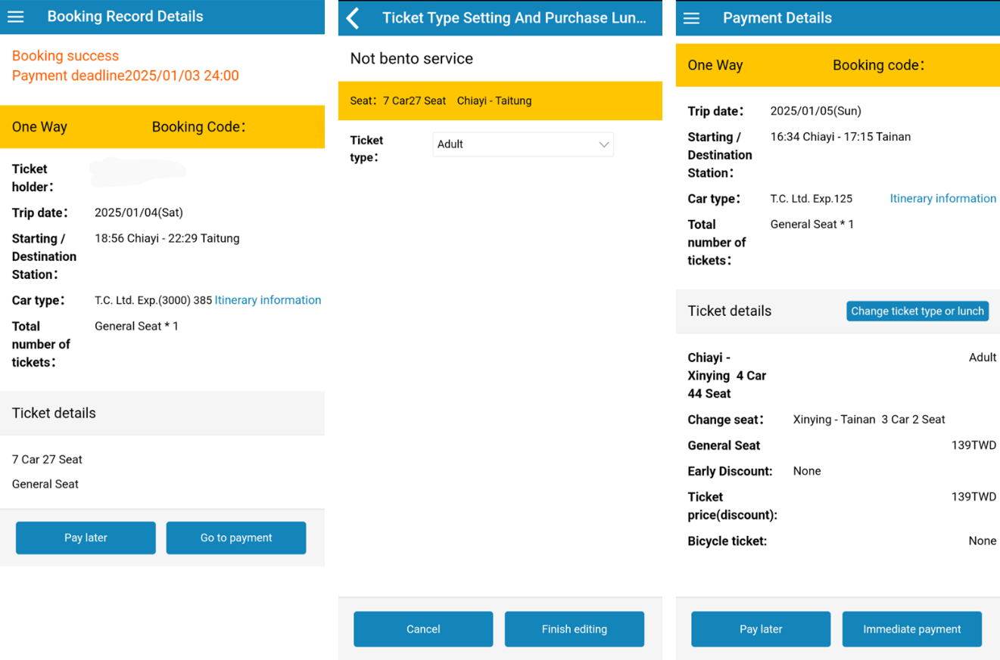 Booking Record Details
Booking success
Payment deadline2025/01/03 24:00
One Way Booking Code：
Ticket holder： 
Trip date： 2025/01/04(Sat)
Starting / 18:56 Chiayi - 22:29 Taitung
Destination
Station：
Car type： T.C. Ltd. Exp.(3000) 385 Itinerary information
Total General Seat * 1
number of
tickets：
Ticket details
7 Car 27 Seat
General Seat
Pay later Go to payment
Ticket Type Setting And Purchase Lun...
Not bento service
Seat：7 Car27 Seat Chiayi - Taitung
Ticket Adult
type：
Cancel Finish editing
Payment Details
One Way Booking code：
Trip date： 2025/01/05(Sun)
Starting / 16:34 Chiayi - 17:15 Tainan
Destination
Station：
Car type： T.C. Ltd. Exp.125 Itinerary information
Total General Seat * 1
number of
tickets：
Ticket details Change ticket type or lunch
Chiayi - Adult
Xinying 4 Car
44 Seat
Change seat： Xinying - Tainan 3 Car 2 Seat
General Seat 139TWD
Early Discount: None
Ticket 139TWD
price(discount):
Bicycle ticket: None
Pay later Immediate payment